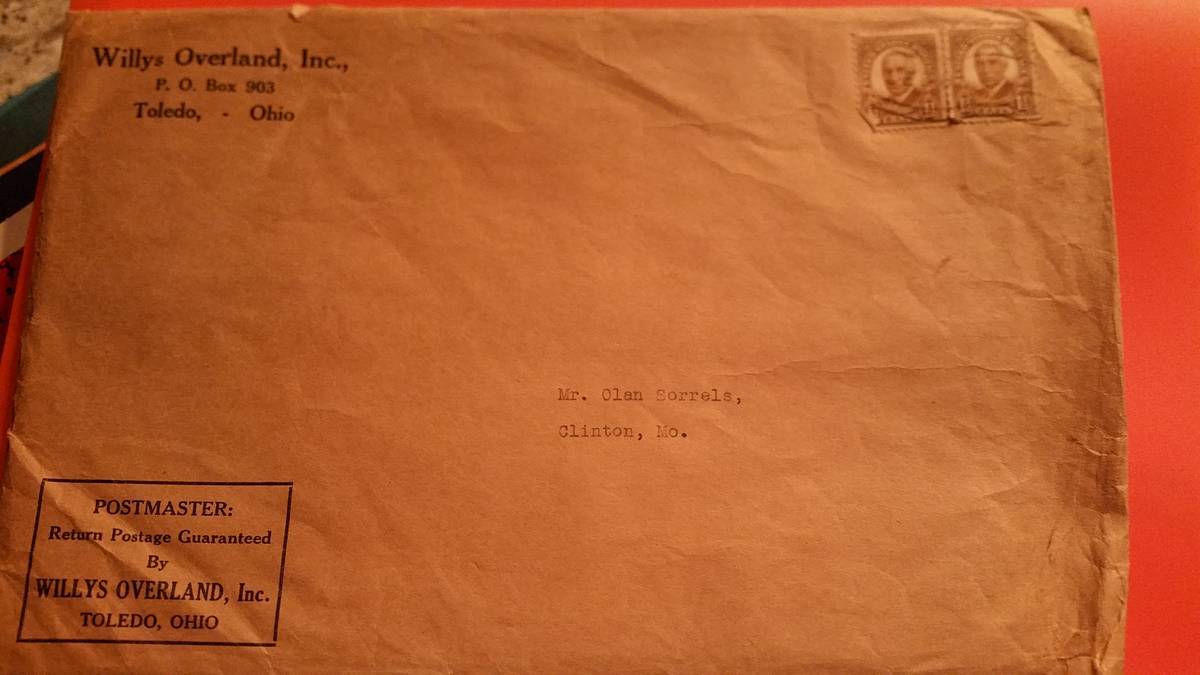 Willys Overland, Inc.,
P. O. Box 903
Toledo, - Ohio
Mr. Olan Sorrels,
Clinton, Mo.
POSTMASTER:
Return Postage Guaranteed
By
WILLYS OVERLAND, Inc.
TOLEDO, OHIO